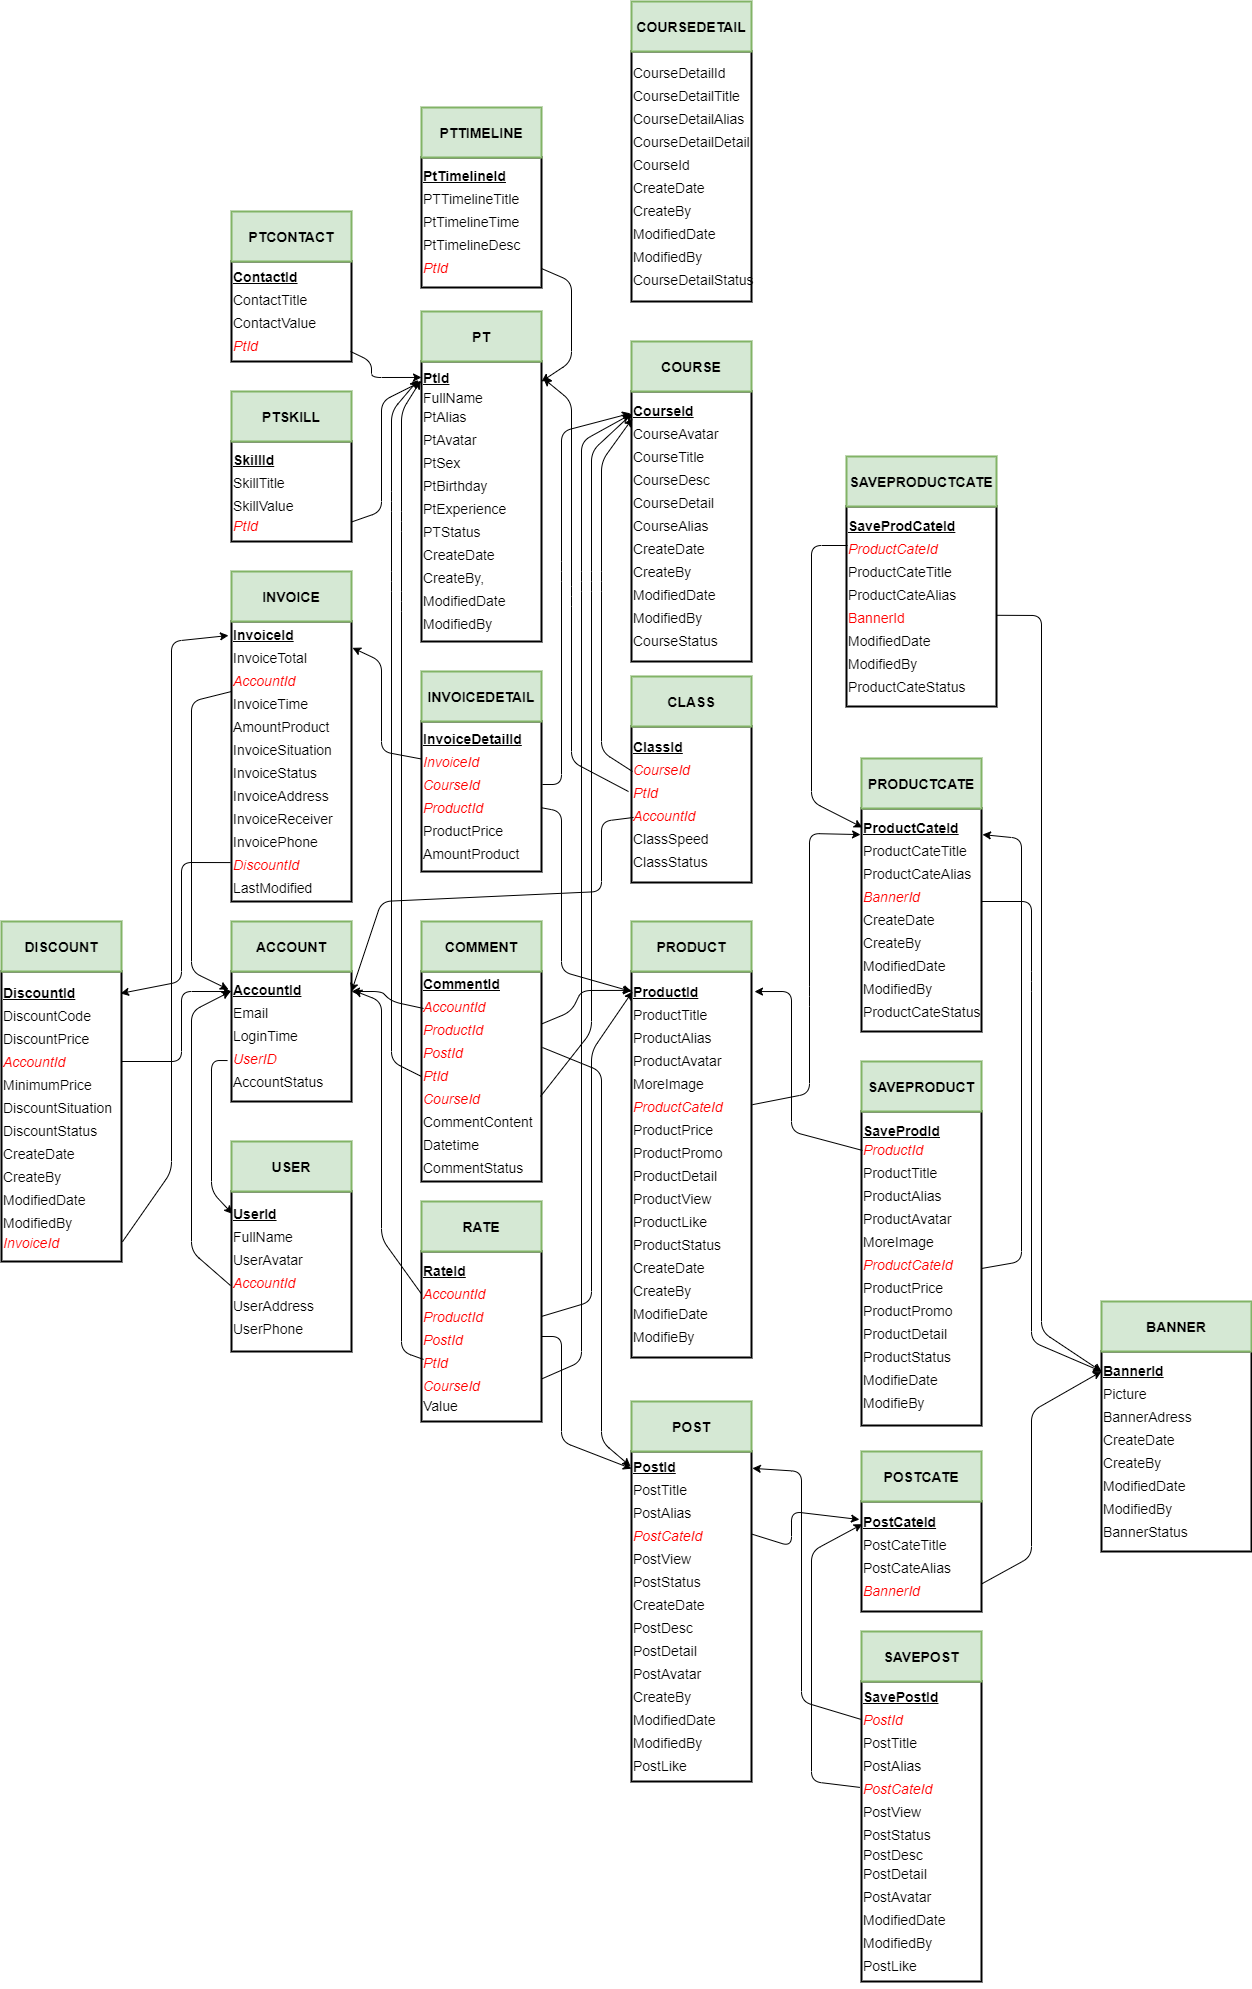 COURSEDETAIL
CourseDetailId
CourseDetailTitle
CourseDetailAlias
CourseDetailDetail
CourseId
CreateDate
CreateBy
ModifiedDate
ModifiedBy
CourseDetailStatus
PTTIMELINE
PtTimelineId
PTTimelineTitle
PtTimelineTime
PtTimelineDesc
PtId
PTCONTACT
ContactId
ContactTitle
ContactValue
PtId
PT
PtId
FullName
PtAlias
PtAvatar
PtSex
PtBirthday
PtExperience
PTStatus
CreateDate
CreateBy,
ModifiedDate
ModifiedBy
COURSE
CourseId
CourseAvatar
CourseTitle
CourseDesc
CourseDetail
CourseAlias
CreateDate
CreateBy
ModifiedDate
ModifiedBy
CourseStatus
PTSKILL
SkillId
SkillTitle
SkillValue
PtId
SAVEPRODUCTCATE
SaveProdCateId
ProductCateId
ProductCateTitle
ProductCateAlias
BannerId
ModifiedDate
ModifiedBy
ProductCateStatus
INVOICE
InvoiceId
InvoiceTotal
AccountId
InvoiceTime
AmountProduct
InvoiceSituation
InvoiceStatus
InvoiceAddress
InvoiceReceiver
InvoicePhone
DiscountId
LastModified
INVOICEDETAIL
InvoiceDetailId
InvoiceId
CourseId
ProductId
ProductPrice
AmountProduct
CLASS
ClassId
CourseId
PtId
AccountId
ClassSpeed
ClassStatus
PRODUCTCATE
ProductCateId
ProductCateTitle
ProductCateAlias
BannerId
CreateDate
CreateBy
ModifiedDate
ModifiedBy
ProductCateStatus
DISCOUNT
DiscountId
DiscountCode
DiscountPrice
AccountId
MinimumPrice
DiscountSituation
DiscountStatus
CreateDate
CreateBy
ModifiedDate
ModifiedBy
InvoiceId
ACCOUNT
AccountId
Email
LoginTime
UserID
AccountStatus
COMMENT
CommentId
AccountId
ProductId
PostId
PtId
CourseId
CommentContent
Datetime
CommentStatus
PRODUCT
ProductId
ProductTitle
ProductAlias
ProductAvatar
MoreImage
ProductCateId
ProductPrice
ProductPromo
ProductDetail
ProductView
ProductLike
ProductStatus
CreateDate
CreateBy
ModifieDate
ModifieBy
SAVEPRODUCT
SaveProdId
ProductId
ProductTitle
ProductAlias
ProductAvatar
MoreImage
ProductCateId
ProductPrice
ProductPromo
ProductDetail
ProductStatus
ModifieDate
ModifieBy
USER
UserId
FullName
UserAvatar
AccountId
UserAddress
UserPhone
RATE
RateId
AccountId
ProductId
PostId
PtId
CourseId
Value
BANNER
BannerId
Picture
BannerAdress
CreateDate
CreateBy
ModifiedDate
ModifiedBy
BannerStatus
POST
PostId
PostTitle
PostAlias
PostCateId
PostView
PostStatus
CreateDate
PostDesc
PostDetail
PostAvatar
CreateBy
ModifiedDate
ModifiedBy
PostLike
POSTCATE
PostCateId
PostCateTitle
PostCateAlias
BannerId
SAVEPOST
SavePostId
PostId
PostTitle
PostAlias
PostCateId
PostView
PostStatus
PostDesc
PostDetail
PostAvatar
ModifiedDate
ModifiedBy
PostLike